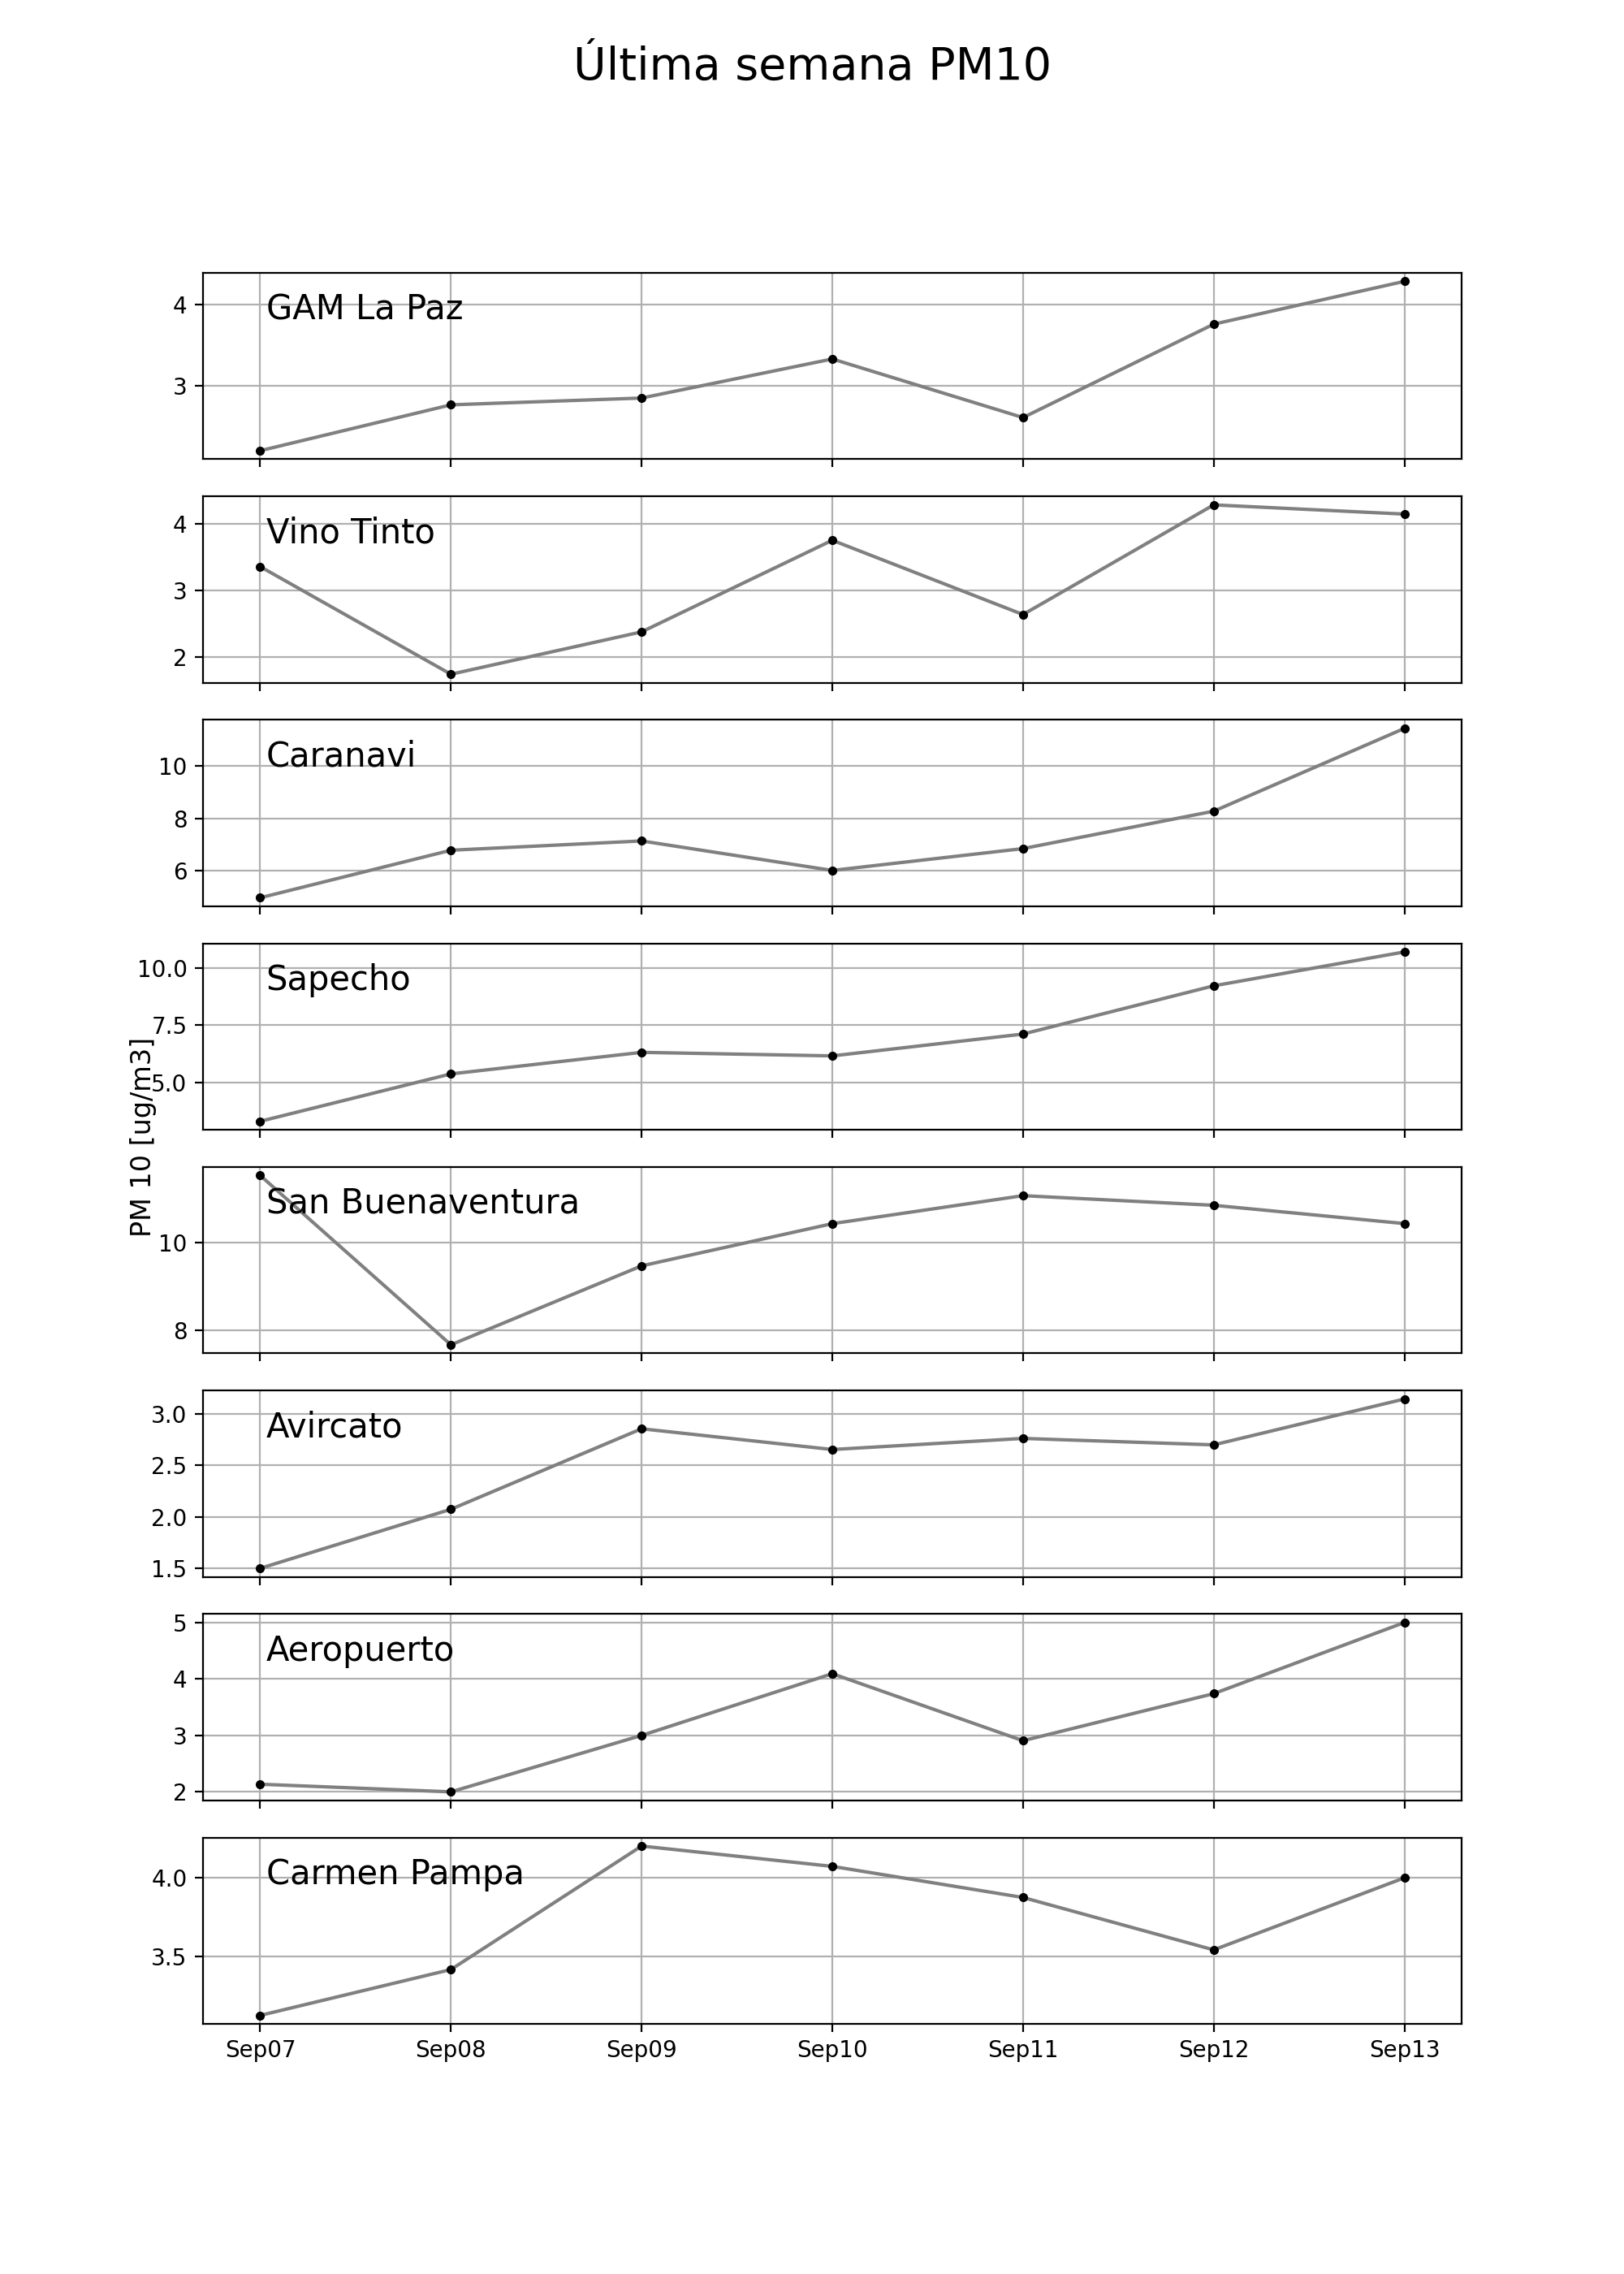 Última semana PM10
GAM La Paz
4
3
Vino Tinto
4
3
2
Caranavi
10
8
6
Sapecho
10.0
7.5
5.0
PM 10 [ug/m3]
San Buenaventura
10
8
Avircato
3.0
2.5
2.0
1.5
Aeropuerto
5
4
3
2
Carmen Pampa
4.0
3.5
Sep07 Sep08 Sep09 Sep10 Sep11 Sep12 Sep13